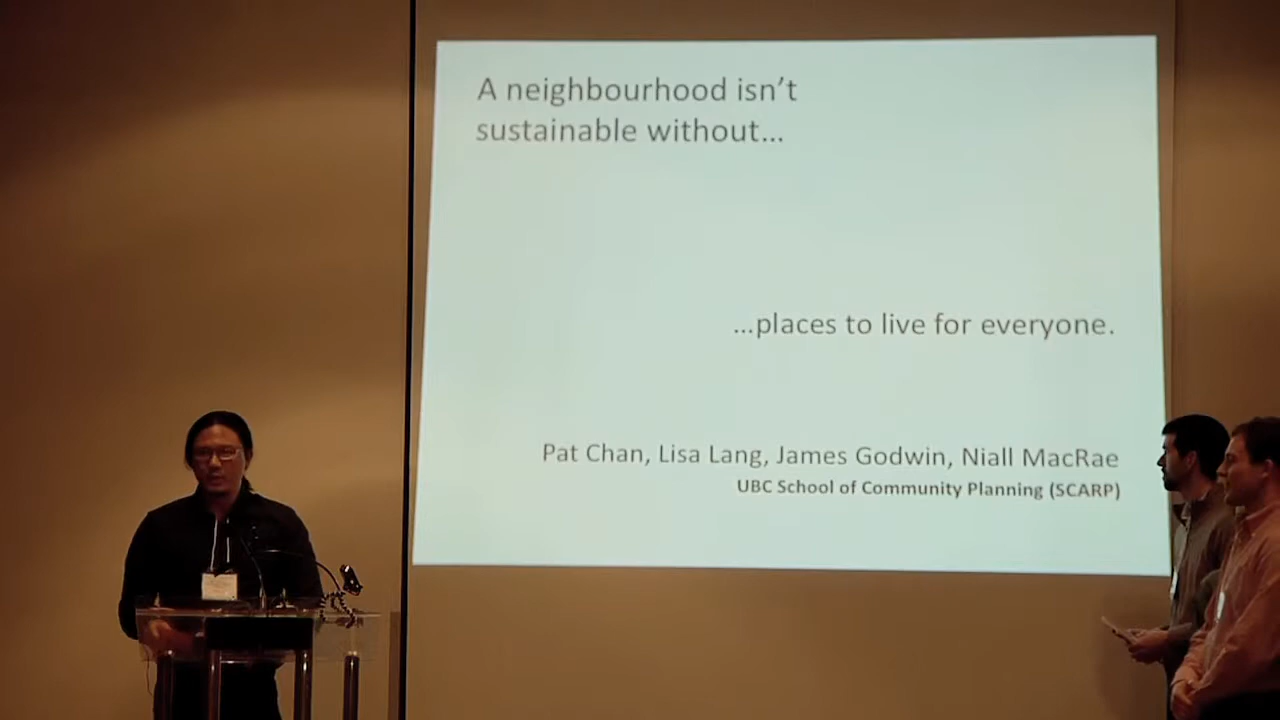 A neighbourhood isn't
sustainable without...
...places to live for everyone.
Pat Chan, Lisa Lang, James Godwin, Niall MacRae
UBC School of Community Planning (SCARP)